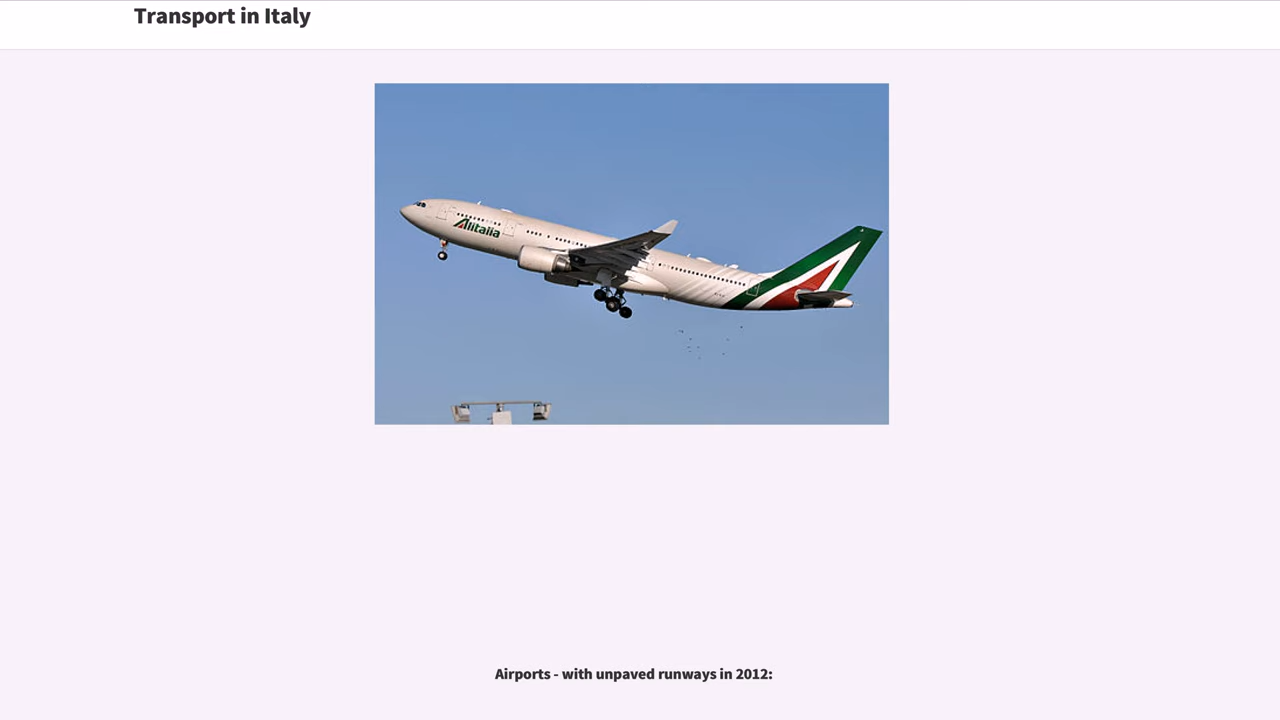 Transport in Italy
Alitalia
Airports - with unpaved runways in 2012: